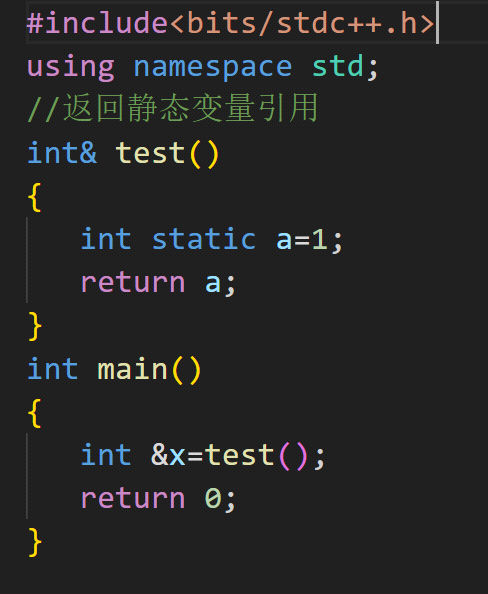 #include<bits/stdc++.h>
using namespace std;
//返回静态变量引用
int& test()
{
int static a=1;
return a;
}
int main()
{
int &x=test();
return 0;
}